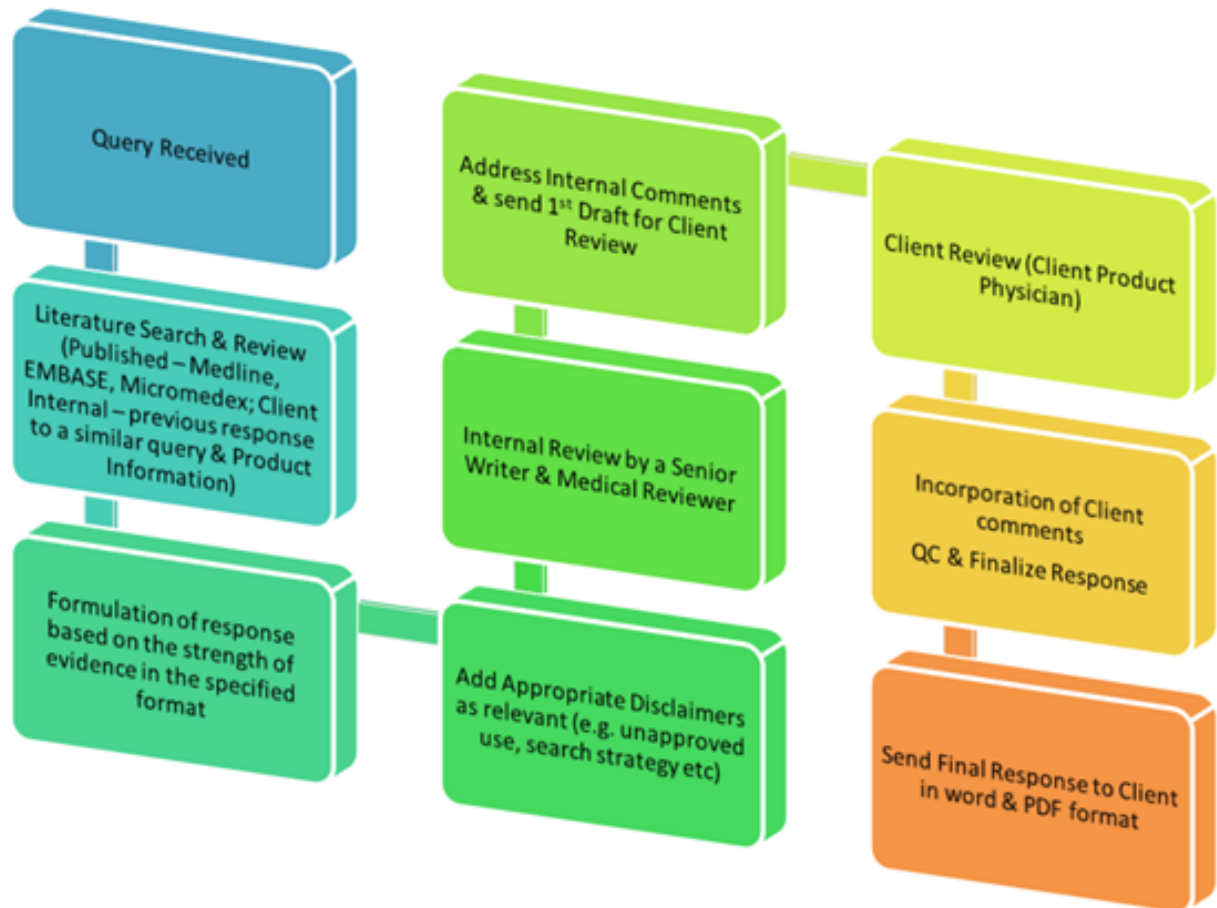 Query Received
Literature Search & Review
(Published – Medline,
EMBASE, Micromedex; Client
Internal – previous response
to a similar query & Product
Information)
Formulation of response
based on the strength of
evidence in the specified
format
Add Appropriate Disclaimers
as relevant (e.g. unapproved
use, search strategy etc)
Internal Review by a Senior
Writer & Medical Reviewer
Address Internal Comments
& send 1st Draft for Client
Review
Client Review (Client Product
Physician)
Incorporation of Client
comments
QC & Finalize Response
Send Final Response to Client
in word & PDF format